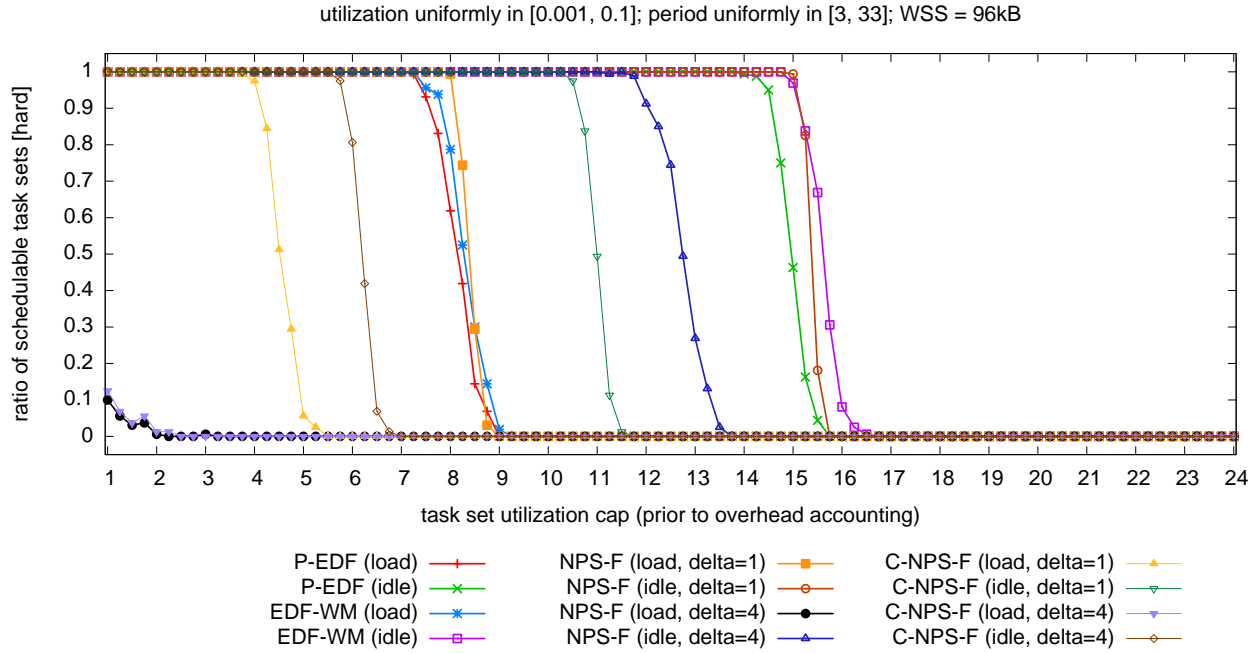 utilization uniformly in [0.001, 0.1]; period uniformly in [3, 33]; WSS = 96kB
1
0.9
0.8
0.7
0.6
0.5
0.4
0.3
0.2
0.1
0
ratio of schedulable task sets [hard]
1 2 3 4 5 6 7 8 9 10 11 12 13 14 15 16 17 18 19 20 21 22 23 24
task set utilization cap (prior to overhead accounting)
P-EDF (load) NPS-F (load, delta=1) C-NPS-F (load, delta=1)
P-EDF (idle) NPS-F (idle, delta=1) C-NPS-F (idle, delta=1)
EDF-WM (load) NPS-F (load, delta=4) C-NPS-F (load, delta=4)
EDF-WM (idle) NPS-F (idle, delta=4) C-NPS-F (idle, delta=4)